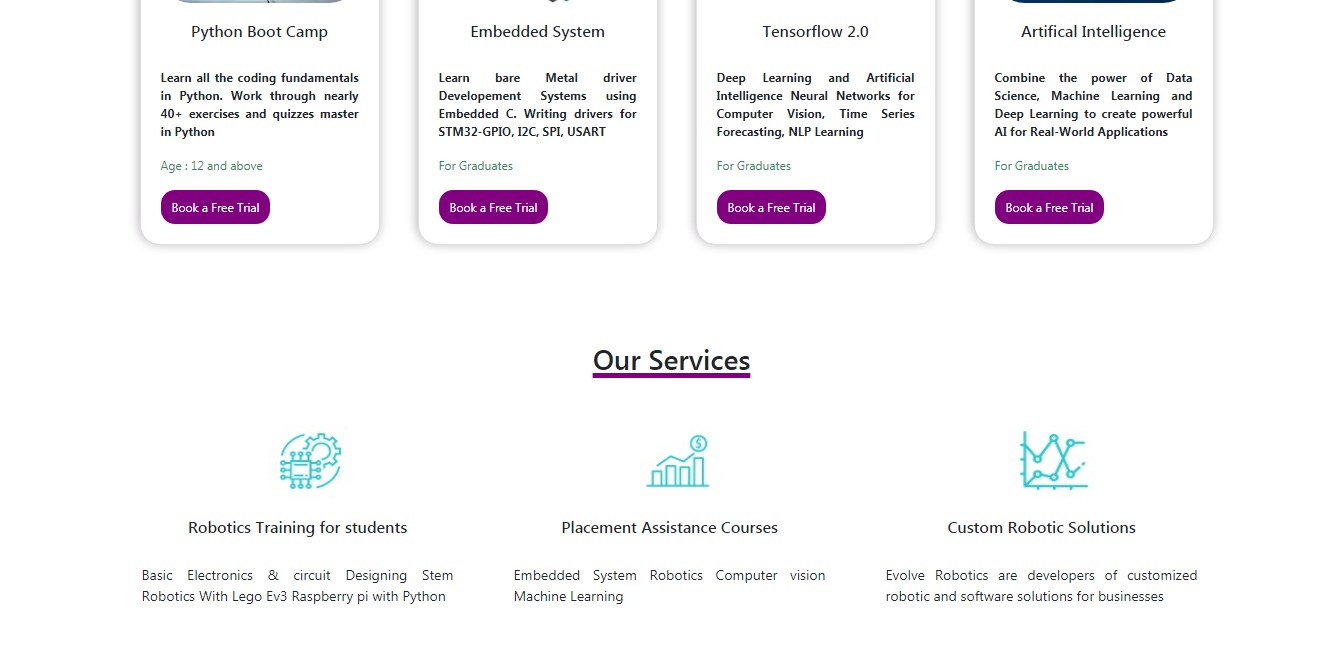 Python Boot Camp
Learn all the coding fundamentals
in Python. Work through nearly
40+ exercises and quizzes master
in Python
Age : 12 and above
Book a Free Trial
Embedded System
Learn bare Metal driver
Developement Systems using
Embedded C. Writing drivers for
STM32-GPIO, I2C, SPI, USART
For Graduates
Book a Free Trial
Tensorflow 2.0
Deep Learning and Artificial
Intelligence Neural Networks for
Computer Vision, Time Series
Forecasting, NLP Learning
For Graduates
Book a Free Trial
Artifical Intelligence
Combine the power of Data
Science, Machine Learning and
Deep Learning to create powerful
AI for Real-World Applications
For Graduates
Book a Free Trial
Our Services
$
Robotics Training for students
Basic Electronics & circuit Designing Stem
Robotics With Lego Ev3 Raspberry pi with Python
Placement Assistance Courses
Embedded System Robotics Computer vision
Machine Learning
Custom Robotic Solutions
Evolve Robotics are developers of customized
robotic and software solutions for businesses